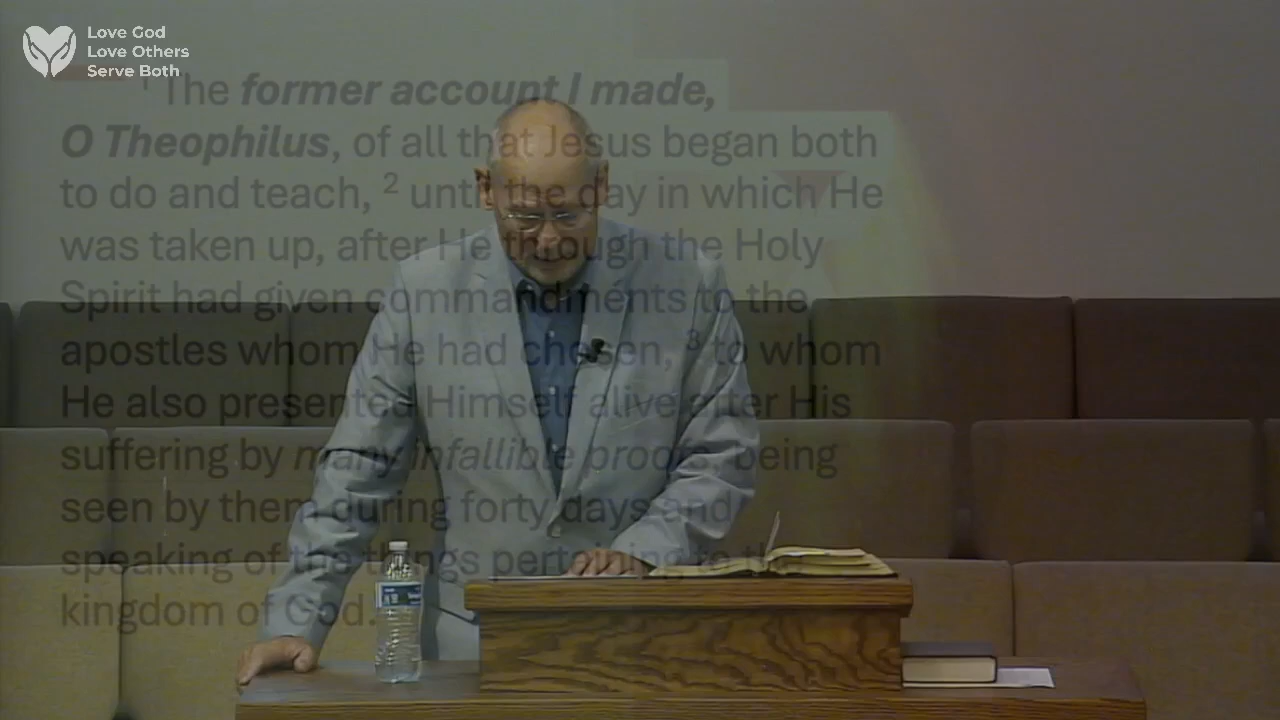 Love God
Love Others
Serve Both
1 The former account I made,
O Theophilus, of all that Jesus began both
to do and teach, 2 until the day in which He
was taken up, after He through the Holy
Spirit had given commandments to the
apostles whom He had chosen, 3 to whom
He also presented Himself alive after His
suffering by many infallible proofs, being
seen by them during forty days and
speaking of the things pertaining to the
kingdom of God.